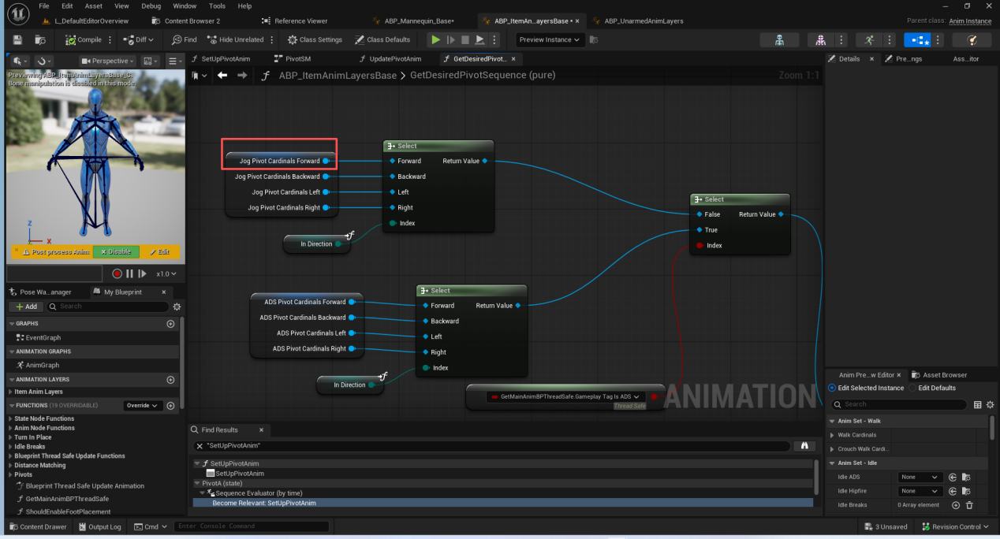 File Edit Asset View Debug Window Tools Help
L_DefaultEditorOverview Content Browser 2 Reference Viewer ABP_Mannequin_Base• ABP_ItemAn...ayersBase • × ABP_UnarmedAnimLayers Parent class: Anim Instance
Compile Diff Find Hide Unrelated Class Settings Class Defaults Preview Instance
Perspective
Previewing ABP_ItemAnimLayersBase_C.
Bone manipulation is disabled in this mode.
Z
X
Post process Anim: × Disable Edit
x1.0
Pose Wa...anager My Blueprint ×
+ Add Search
GRAPHS
EventGraph
ANIMATION GRAPHS
AnimGraph
ANIMATION LAYERS
Item Anim Layers
FUNCTIONS (19 OVERRIDABLE) Override
State Node Functions
Anim Node Functions
Turn In Place
Idle Breaks
Blueprint Thread Safe Update Functions
Distance Matching
Pivots
Blueprint Thread Safe Update Animation
GetMainAnimBPThreadSafe
ShouldEnableFootPlacement
SetUpPivotAnim PivotSM UpdatePivotAnim GetDesiredPivot... ×
ABP_ItemAnimLayersBase > GetDesiredPivotSequence (pure) Zoom 1:1
Jog Pivot Cardinals Forward
Jog Pivot Cardinals Backward
Jog Pivot Cardinals Left
Jog Pivot Cardinals Right
In Direction
Select
Forward Return Value
Backward
Left
Right
Index
ADS Pivot Cardinals Forward
ADS Pivot Cardinals Backward
ADS Pivot Cardinals Left
ADS Pivot Cardinals Right
In Direction
Select
Forward Return Value
Backward
Left
Right
Index
Select
False Return Value
True
Index
GetMainAnimBPThreadSafe.Gameplay Tag Is ADS
Thread Safe
ANIMATION
Find Results ×
"SetUpPivotAnim"
SetUpPivotAnim
SetUpPivotAnim
PivotA (state)
Sequence Evaluator (by time)
Become Relevant: SetUpPivotAnim
Details × Pre...ngs Ass...itor
Anim Pre...w Editor × Asset Browser
Edit Selected Instance Edit Defaults
Search
Anim Set - Walk
Walk Cardinals
Crouch Walk Cardi...
Anim Set - Idle
Idle ADS None
Idle Hipfire None
Idle Breaks 0 Array element
Content Drawer Output Log Cmd Enter Console Command 3 Unsaved Revision Control